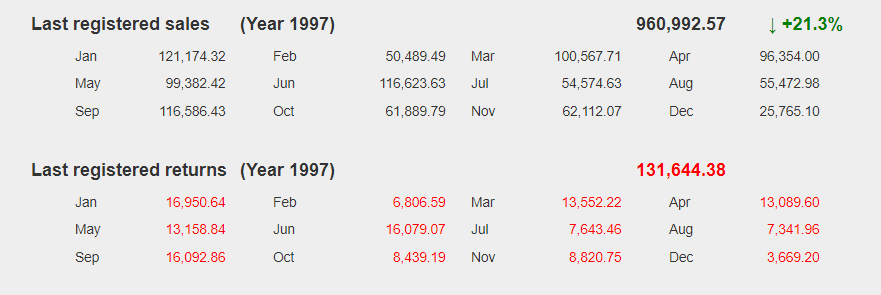 Last registered sales (Year 1997) 960,992.57 ↓ +21.3%
Jan 121,174.32 Feb 50,489.49 Mar 100,567.71 Apr 96,354.00
May 99,382.42 Jun 116,623.63 Jul 54,574.63 Aug 55,472.98
Sep 116,586.43 Oct 61,889.79 Nov 62,112.07 Dec 25,765.10
Last registered returns (Year 1997) 131,644.38
Jan 16,950.64 Feb 6,806.59 Mar 13,552.22 Apr 13,089.60
May 13,158.84 Jun 16,079.07 Jul 7,643.46 Aug 7,341.96
Sep 16,092.86 Oct 8,439.19 Nov 8,820.75 Dec 3,669.20